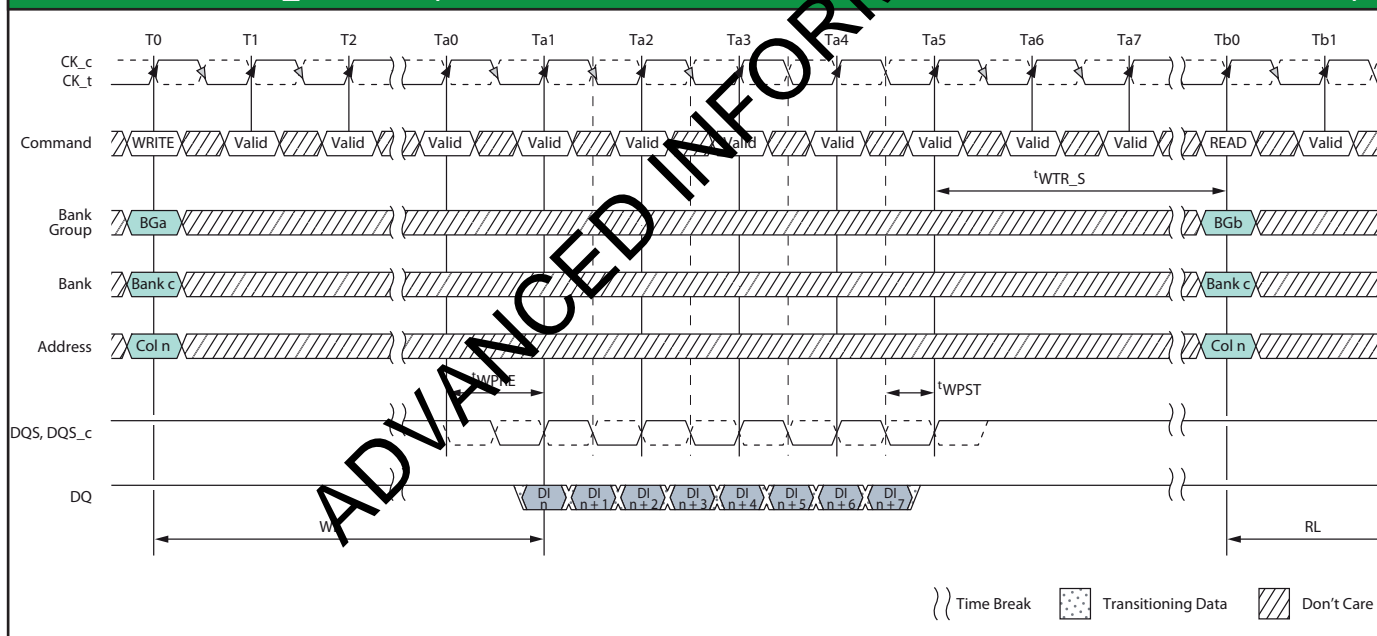 T0 T1 T2 Ta0 Ta1 Ta2 Ta3 Ta4 Ta5 Ta6 Ta7 Tb0 Tb1
CK_c
CK_t
Command WRITE Valid Valid Valid Valid Valid Valid Valid Valid Valid Valid READ Valid
tWTR_S
Bank
Group
BGa BGb
Bank Bank c Bank c
Address Col n Col n
tWPRE tWPST
DQS, DQS_c
DQ
DI n DI n + 1 DI n + 2 DI n + 3 DI n + 4 DI n + 5 DI n + 6 DI n + 7
RL
Time Break Transitioning Data Don't Care
ADVANCED